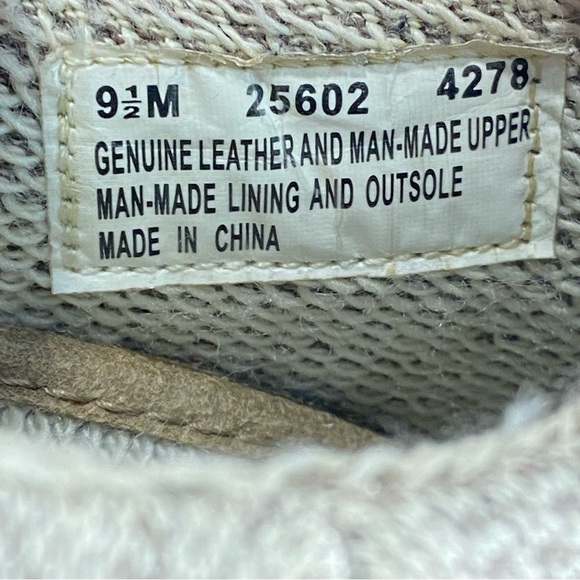 9½M 25602 4278-
GENUINE LEATHER AND MAN-MADE UPPER
MAN-MADE LINING AND OUTSOLE
MADE IN CHINA